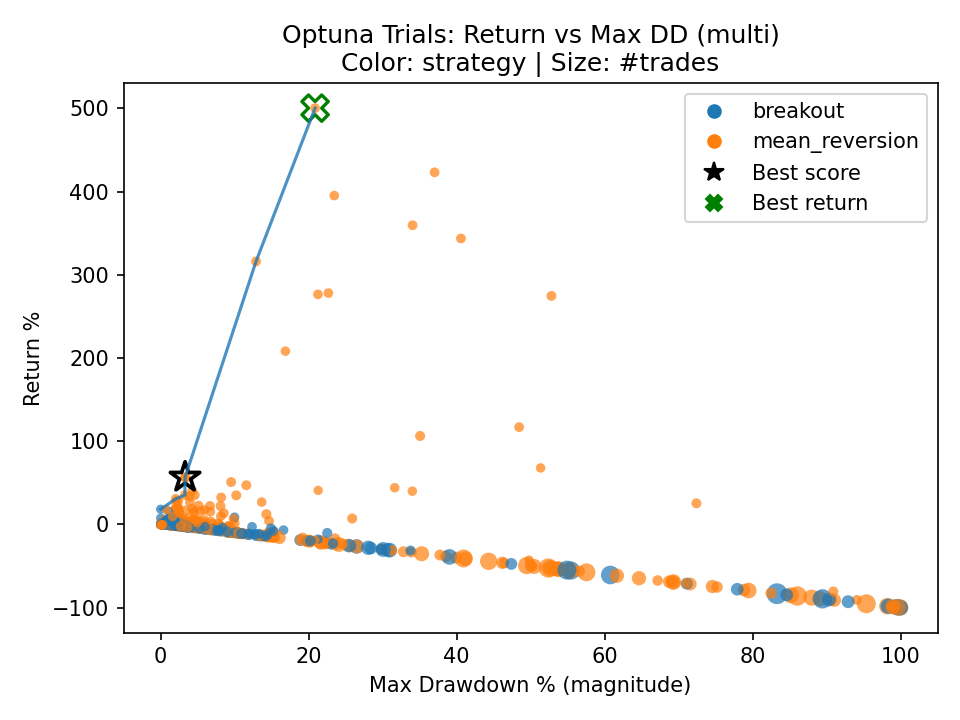 Optuna Trials: Return vs Max DD (multi)
Color: strategy | Size: #trades
breakout
mean_reversion
Best score
Best return
Return %
500
400
300
200
100
0
−100
0
20
40
60
80
100
Max Drawdown % (magnitude)